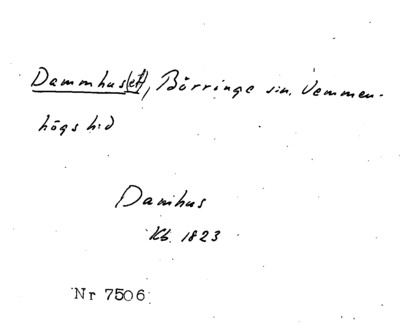 Dammhus(et), Börringe sn. Vemmen-
högs hd
Damhus
Kb. 1823
Nr 7506